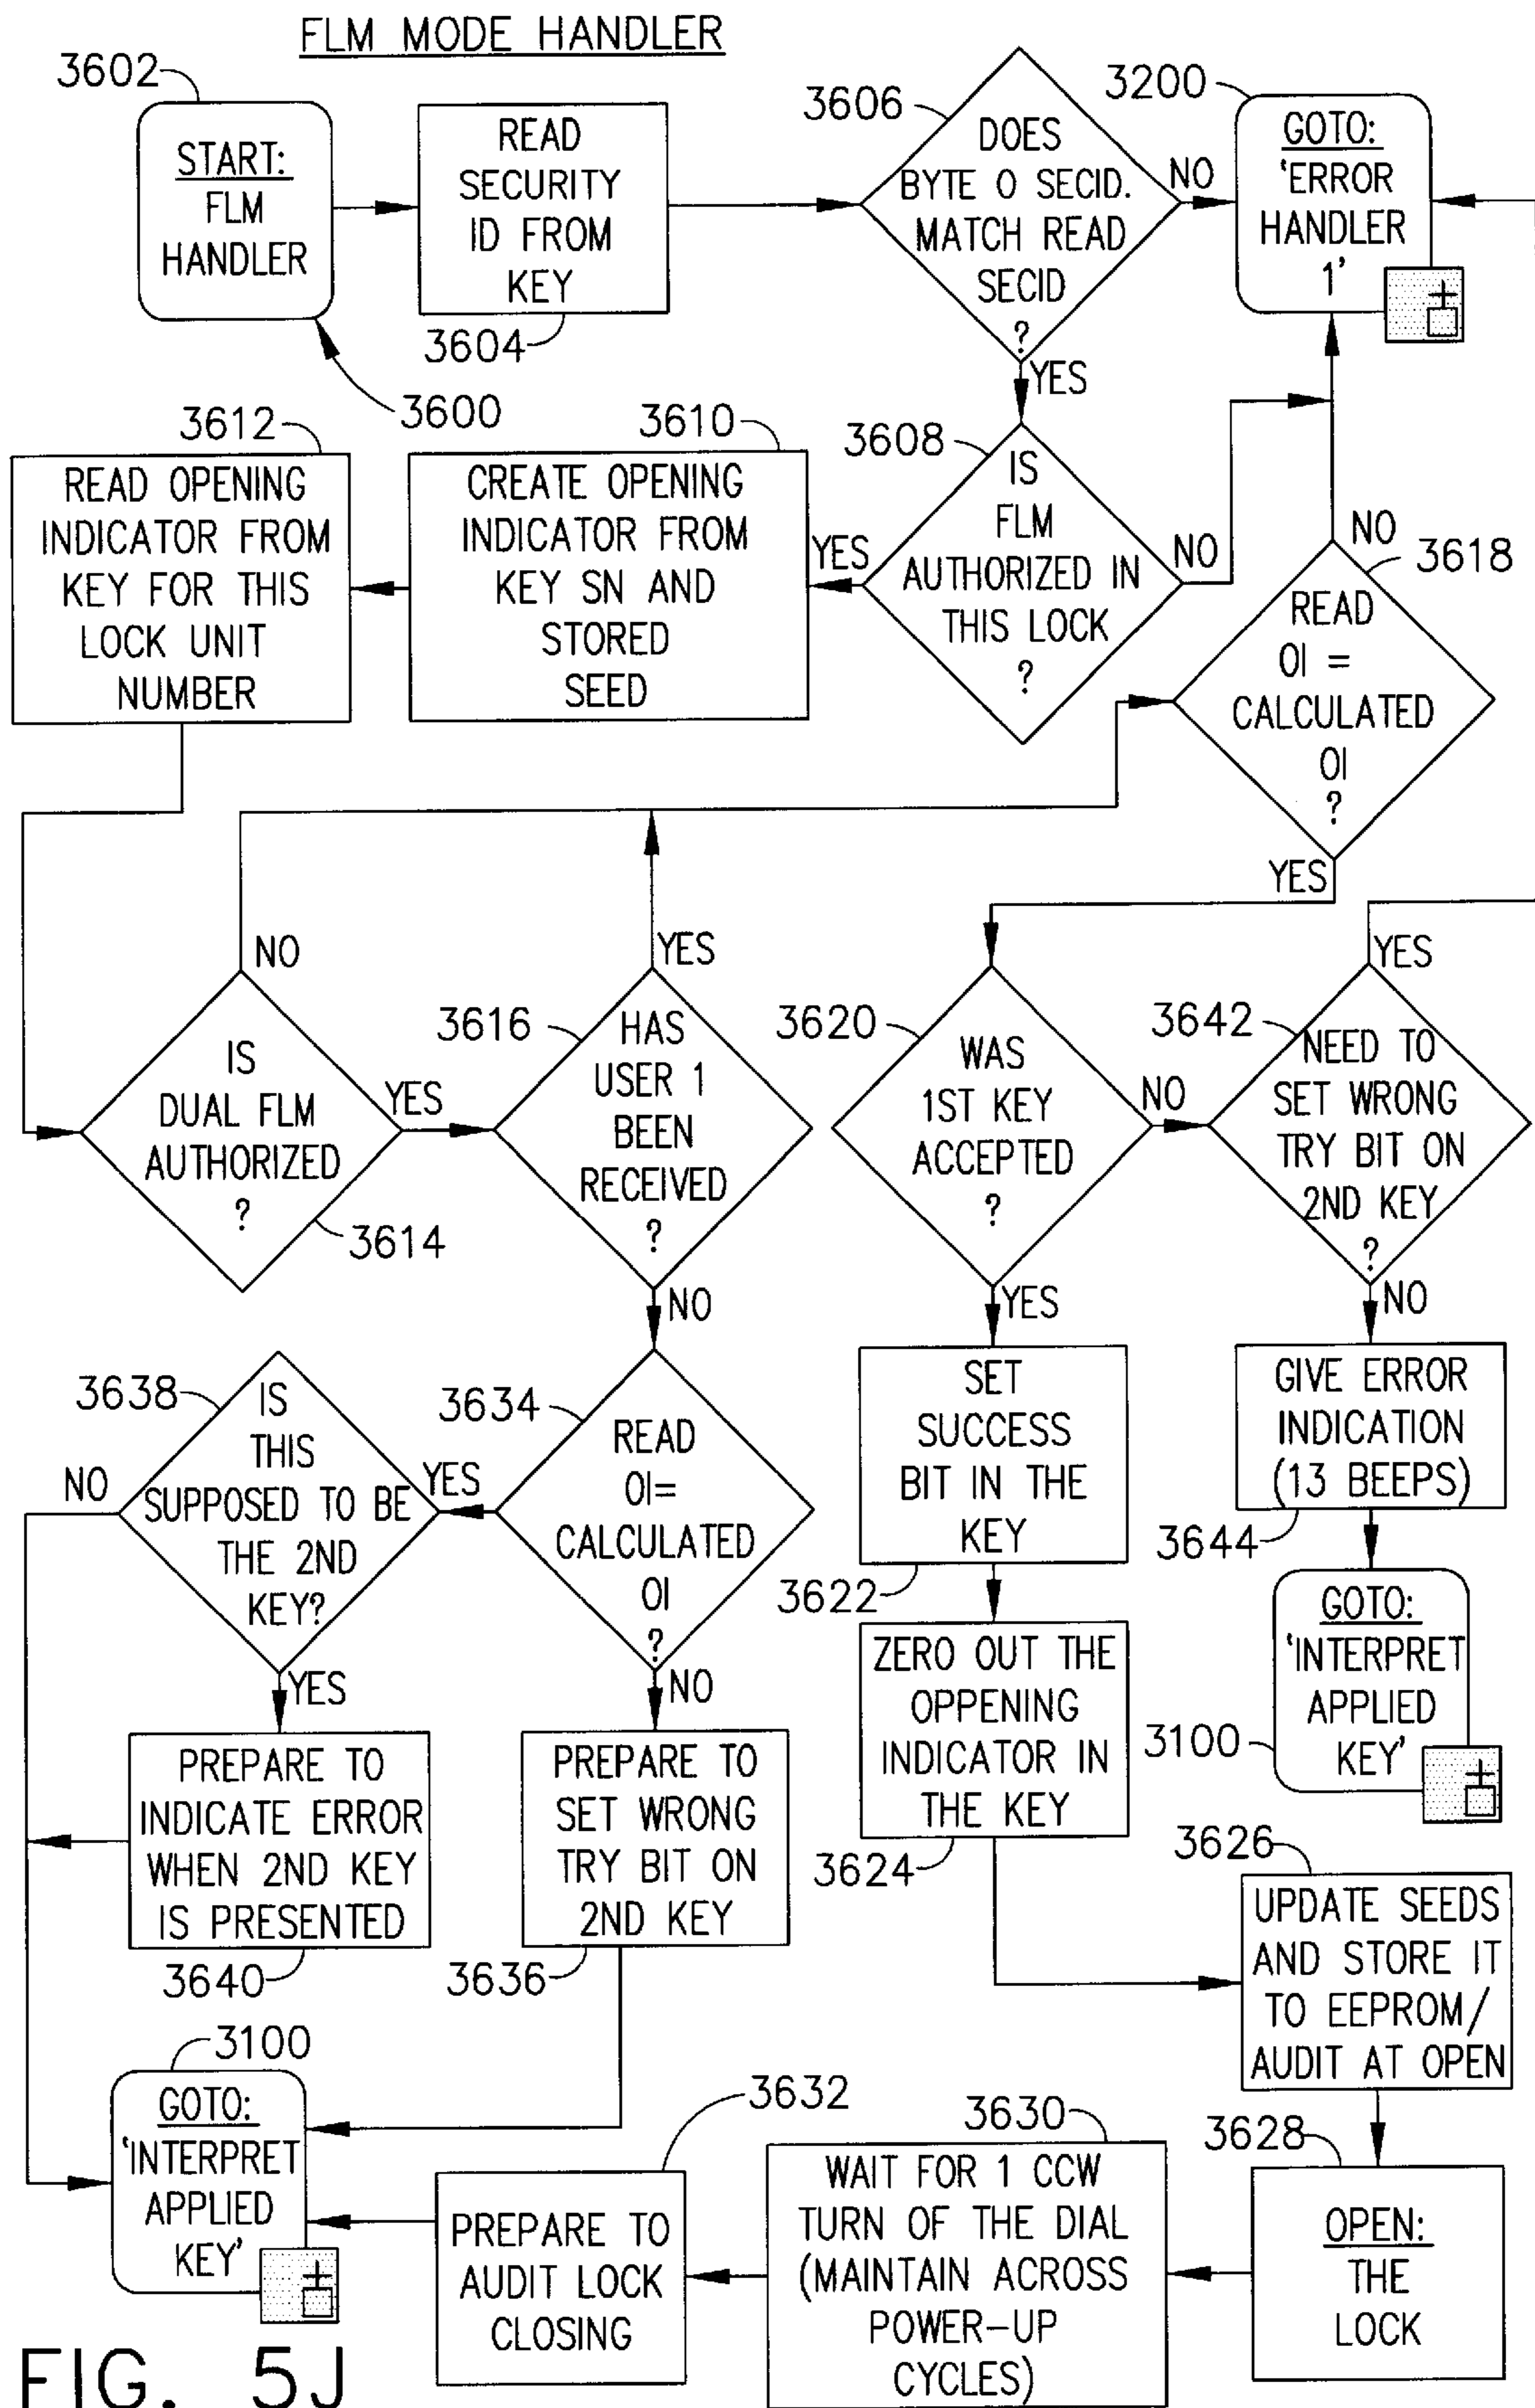 FLM MODE HANDLER
3602
START:
FLM
HANDLER
3600
READ
SECURITY
ID FROM
KEY
3604
3606
DOES
BYTE 0 SECID.
MATCH READ
SECID
?
NO
YES
3200
GOTO:
'ERROR
HANDLER
1'
3612
READ OPENING
INDICATOR FROM
KEY FOR THIS
LOCK UNIT
NUMBER
3610
CREATE OPENING
INDICATOR FROM
KEY SN AND
STORED
SEED
YES
3608
IS
FLM
AUTHORIZED IN
THIS LOCK
?
NO
NO
3618
READ
OI =
CALCULATED
OI
?
YES
NO
IS
DUAL FLM
AUTHORIZED
?
3614
YES
YES
3616
HAS
USER 1
BEEN
RECEIVED
?
NO
3620
WAS
1ST KEY
ACCEPTED
?
NO
YES
YES
3642
NEED TO
SET WRONG
TRY BIT ON
2ND KEY
?
NO
3638
IS
THIS
SUPPOSED TO BE
THE 2ND
KEY?
NO
YES
YES
3634
READ
OI=
CALCULATED
OI
?
NO
SET
SUCCESS
BIT IN THE
KEY
3622
GIVE ERROR
INDICATION
(13 BEEPS)
3644
GOTO:
'INTERPRET
APPLIED
KEY'
3100
ZERO OUT THE
OPPENING
INDICATOR IN
THE KEY
3624
PREPARE TO
INDICATE ERROR
WHEN 2ND KEY
IS PRESENTED
3640
PREPARE TO
SET WRONG
TRY BIT ON
2ND KEY
3636
3626
UPDATE SEEDS
AND STORE IT
TO EEPROM/
AUDIT AT OPEN
3100
GOTO:
'INTERPRET
APPLIED
KEY'
3632
PREPARE TO
AUDIT LOCK
CLOSING
3630
WAIT FOR 1 CCW
TURN OF THE DIAL
(MAINTAIN ACROSS
POWER-UP
CYCLES)
3628
OPEN:
THE
LOCK
FIG. 5J